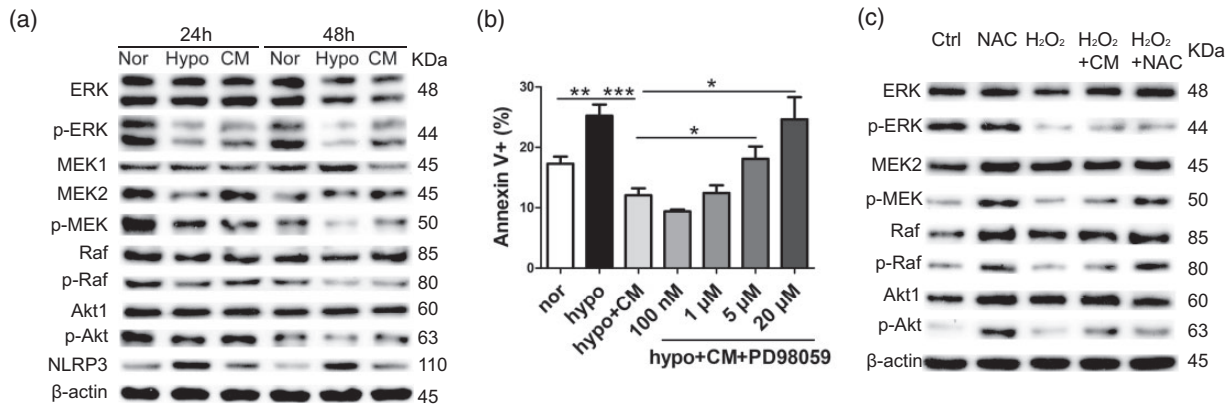 (a)
24h 48h
Nor Hypo CM Nor Hypo CM KDa
ERK 48
p-ERK 44
MEK1 45
MEK2 45
p-MEK 50
Raf 85
p-Raf 80
Akt1 60
p-Akt 63
NLRP3 110
β-actin 45
(b)
Annexin V+ (%)
30
20
10
0
** *** *
*
nor hypo hypo+CM 100 nM 1 μM 5 μM 20 μM
hypo+CM+PD98059
(c)
Ctrl NAC H₂O₂ H₂O₂ H₂O₂ KDa
+CM +NAC
ERK 48
p-ERK 44
MEK2 45
p-MEK 50
Raf 85
p-Raf 80
Akt1 60
p-Akt 63
β-actin 45